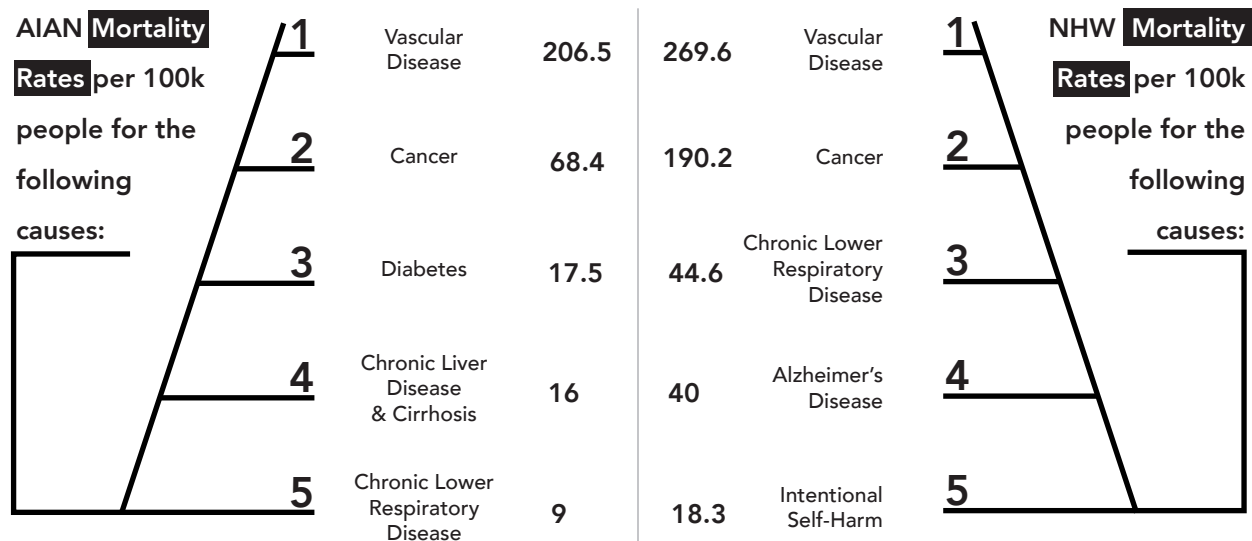 AIAN Mortality
Rates per 100k
people for the
following
causes:
1
Vascular
Disease
206.5
2
Cancer
68.4
3
Diabetes
17.5
4
Chronic Liver
Disease
& Cirrhosis
16
5
Chronic Lower
Respiratory
Disease
9
NHW Mortality
Rates per 100k
people for the
following
causes:
269.6
Vascular
Disease
1
190.2
Cancer
2
44.6
Chronic Lower
Respiratory
Disease
3
40
Alzheimer's
Disease
4
18.3
Intentional
Self-Harm
5